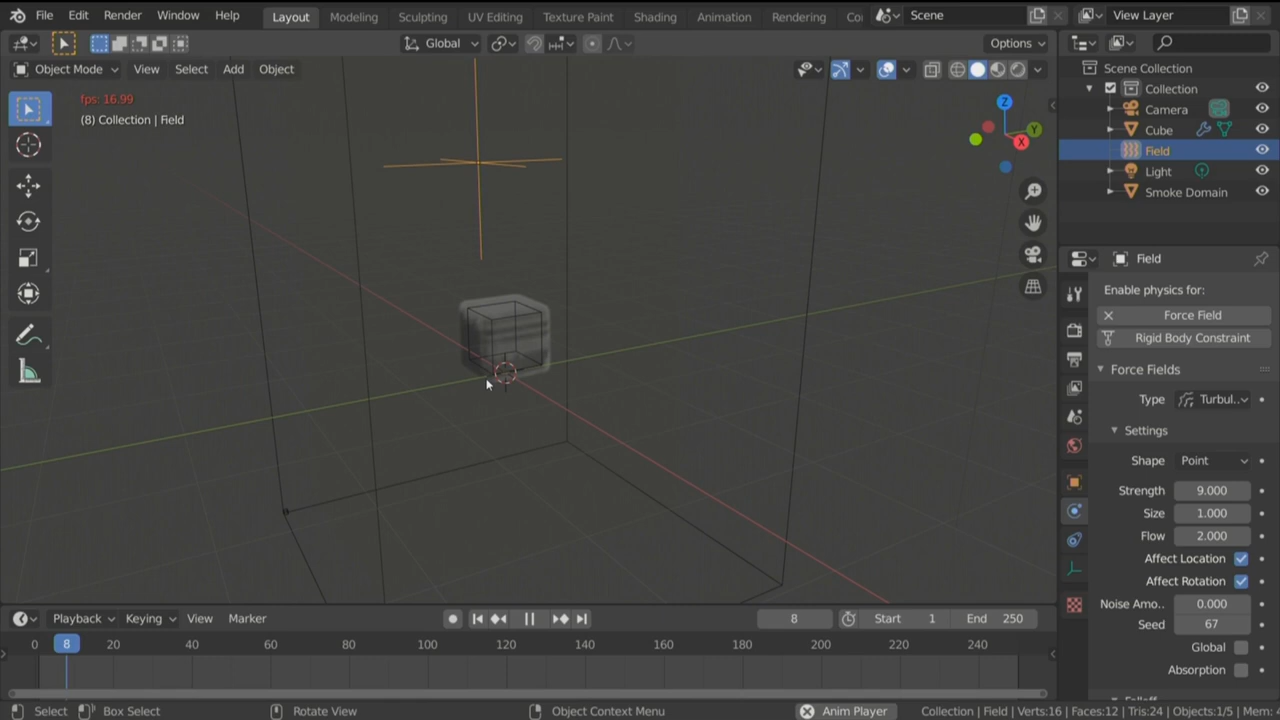 File Edit Render Window Help Layout Modeling Sculpting UV Editing Texture Paint Shading Animation Rendering Co Scene View Layer
Global Options
Object Mode View Select Add Object
fps: 16.99
(8) Collection | Field
Z
Y
X
Scene Collection
Collection
Camera
Cube
Field
Light
Smoke Domain
Field
Enable physics for:
Force Field
Rigid Body Constraint
Force Fields
Type Turbul..
Settings
Shape Point
Strength 9.000
Size 1.000
Flow 2.000
Affect Location
Affect Rotation
Noise Amo.. 0.000
Seed 67
Global
Absorption
Playback Keying View Marker 8 Start 1 End 250
0 8 20 40 60 80 100 120 140 160 180 200 220 240
Select Box Select Rotate View Object Context Menu Anim Player Collection | Field | Verts:16 | Faces:12 | Tris:24 | Objects:1/5 | Mem: